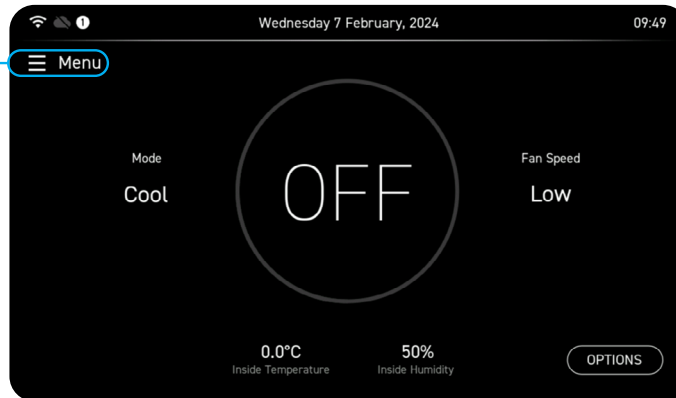 1 Wednesday 7 February, 2024 09:49
Menu
Mode
Cool
OFF
Fan Speed
Low
0.0°C
Inside Temperature
50%
Inside Humidity
OPTIONS